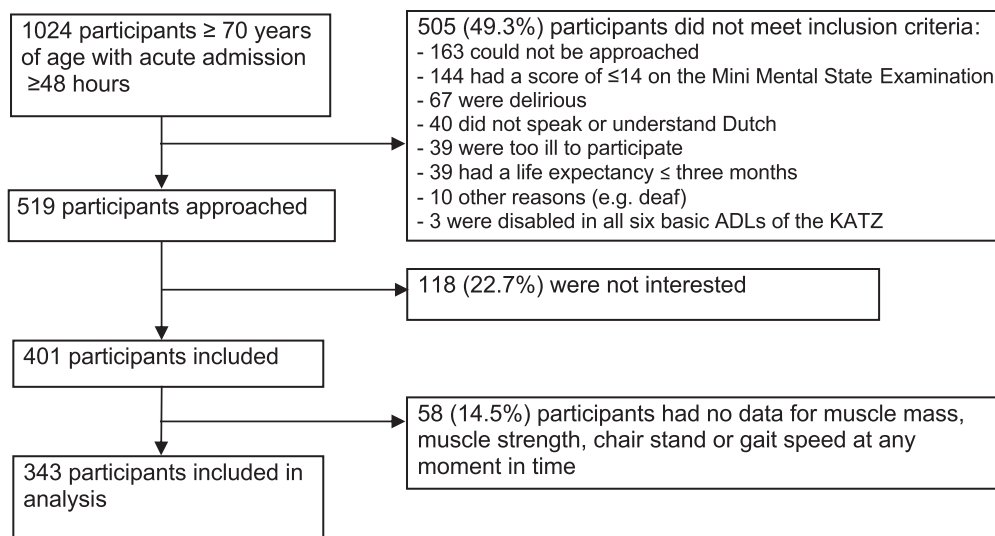 1024 participants ≥ 70 years
of age with acute admission
≥48 hours
505 (49.3%) participants did not meet inclusion criteria:
- 163 could not be approached
- 144 had a score of ≤14 on the Mini Mental State Examination
- 67 were delirious
- 40 did not speak or understand Dutch
- 39 were too ill to participate
- 39 had a life expectancy ≤ three months
- 10 other reasons (e.g. deaf)
- 3 were disabled in all six basic ADLs of the KATZ
519 participants approached
118 (22.7%) were not interested
401 participants included
58 (14.5%) participants had no data for muscle mass,
muscle strength, chair stand or gait speed at any
moment in time
343 participants included in
analysis